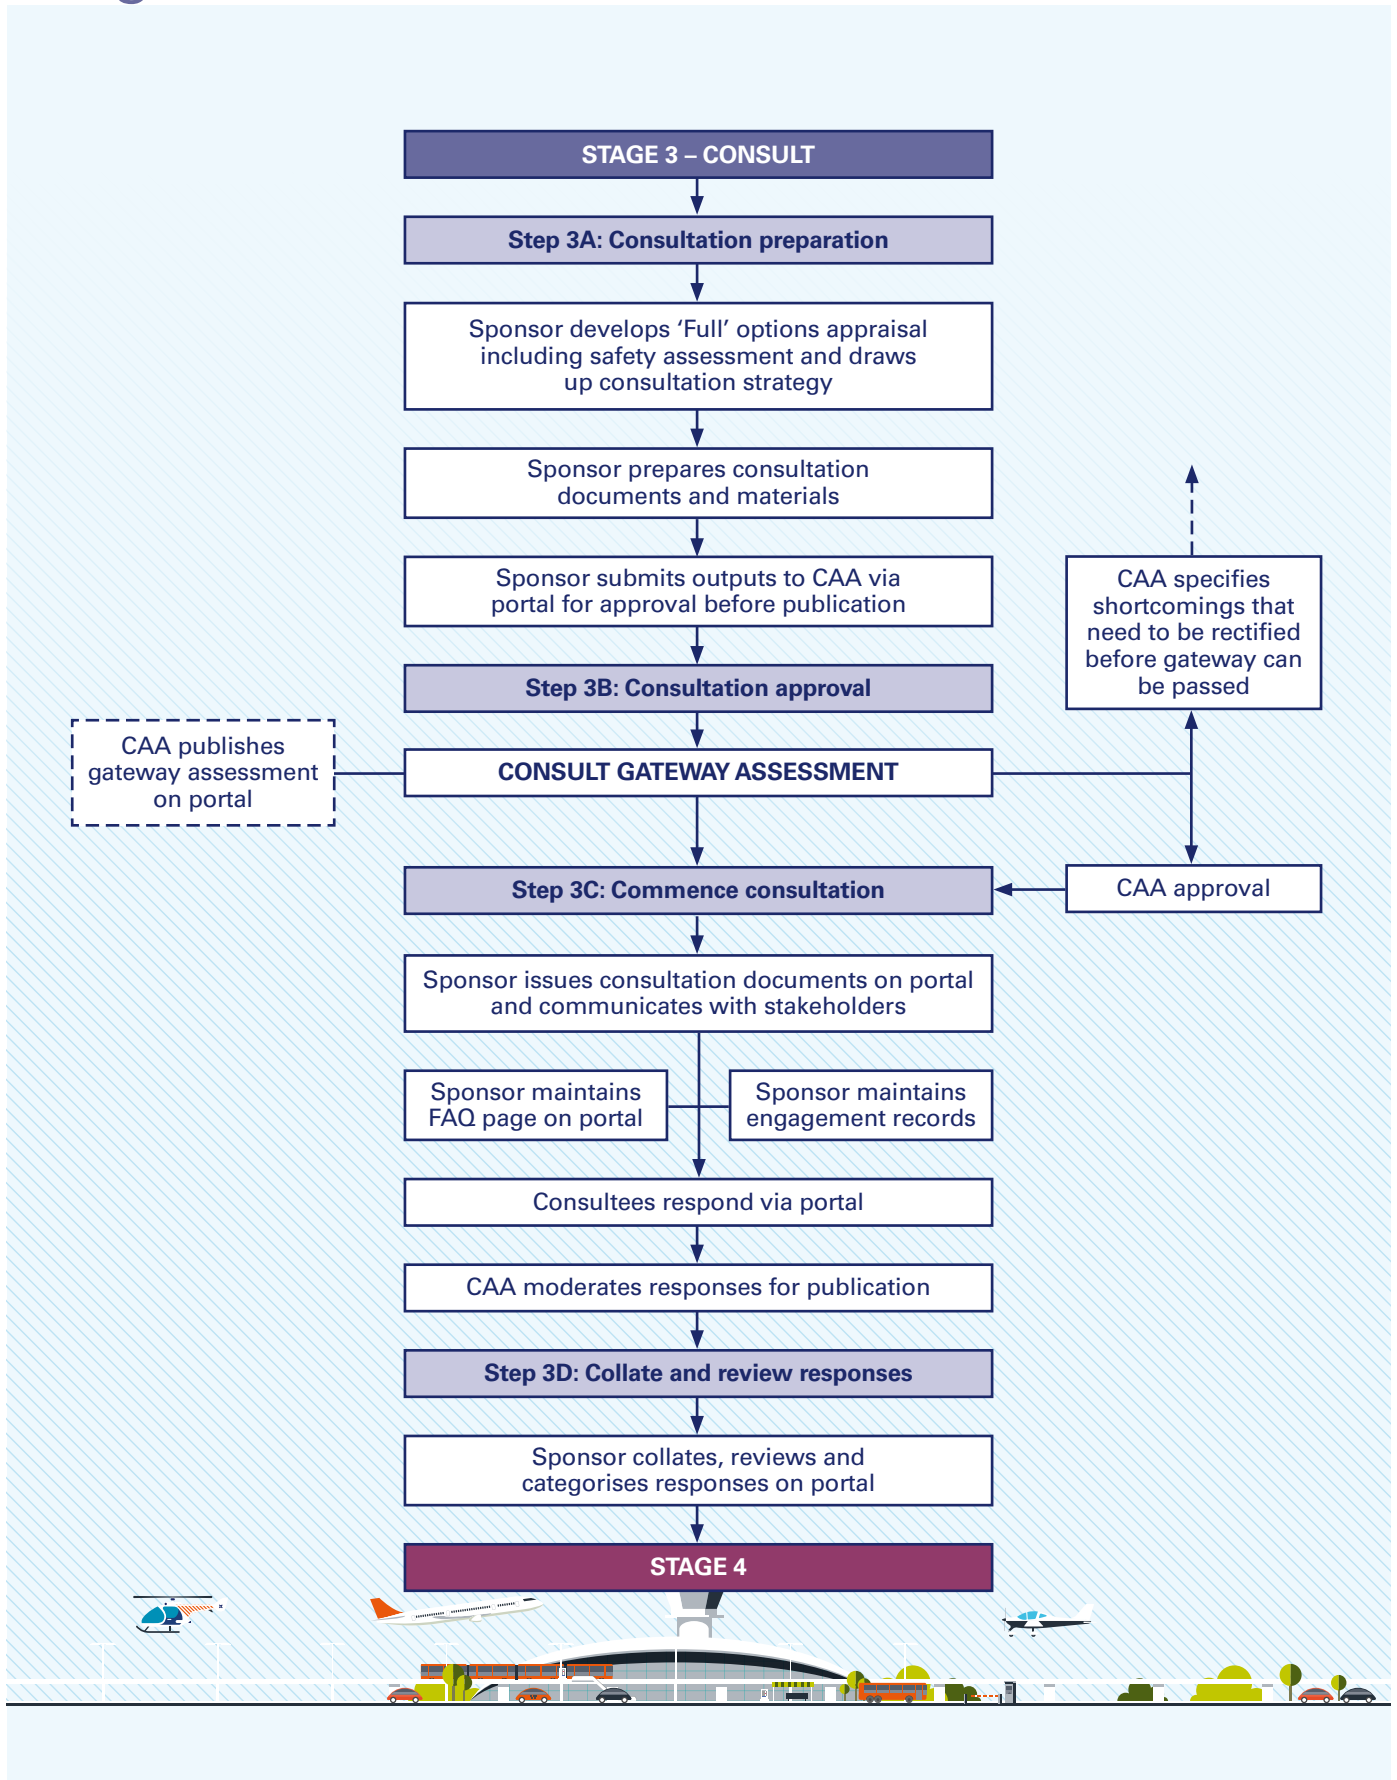 STAGE 3 – CONSULT
Step 3A: Consultation preparation
Sponsor develops ‘Full’ options appraisal
including safety assessment and draws
up consultation strategy
Sponsor prepares consultation
documents and materials
Sponsor submits outputs to CAA via
portal for approval before publication
CAA specifies
shortcomings that
need to be rectified
before gateway can
be passed
Step 3B: Consultation approval
CAA publishes
gateway assessment
on portal
CONSULT GATEWAY ASSESSMENT
Step 3C: Commence consultation
CAA approval
Sponsor issues consultation documents on portal
and communicates with stakeholders
Sponsor maintains
FAQ page on portal
Sponsor maintains
engagement records
Consultees respond via portal
CAA moderates responses for publication
Step 3D: Collate and review responses
Sponsor collates, reviews and
categorises responses on portal
STAGE 4